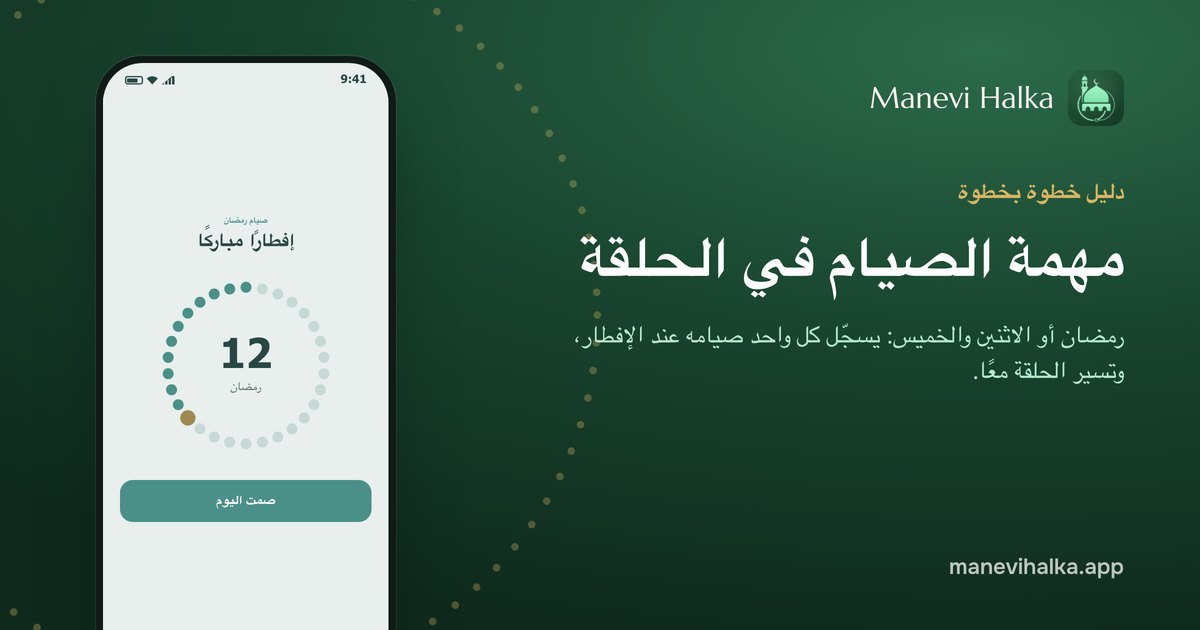 Manevi Halka
دليل خطوة بخطوة
مهمة الصيام في الحلقة
رمضان أو الاثنين والخميس: يسجّل كل واحد صيامه عند الإفطار،
وتسير الحلقة معًا.
manevihalka.app
9:41
صيام رمضان
إفطارًا مباركًا
12
رمضان
صمت اليوم